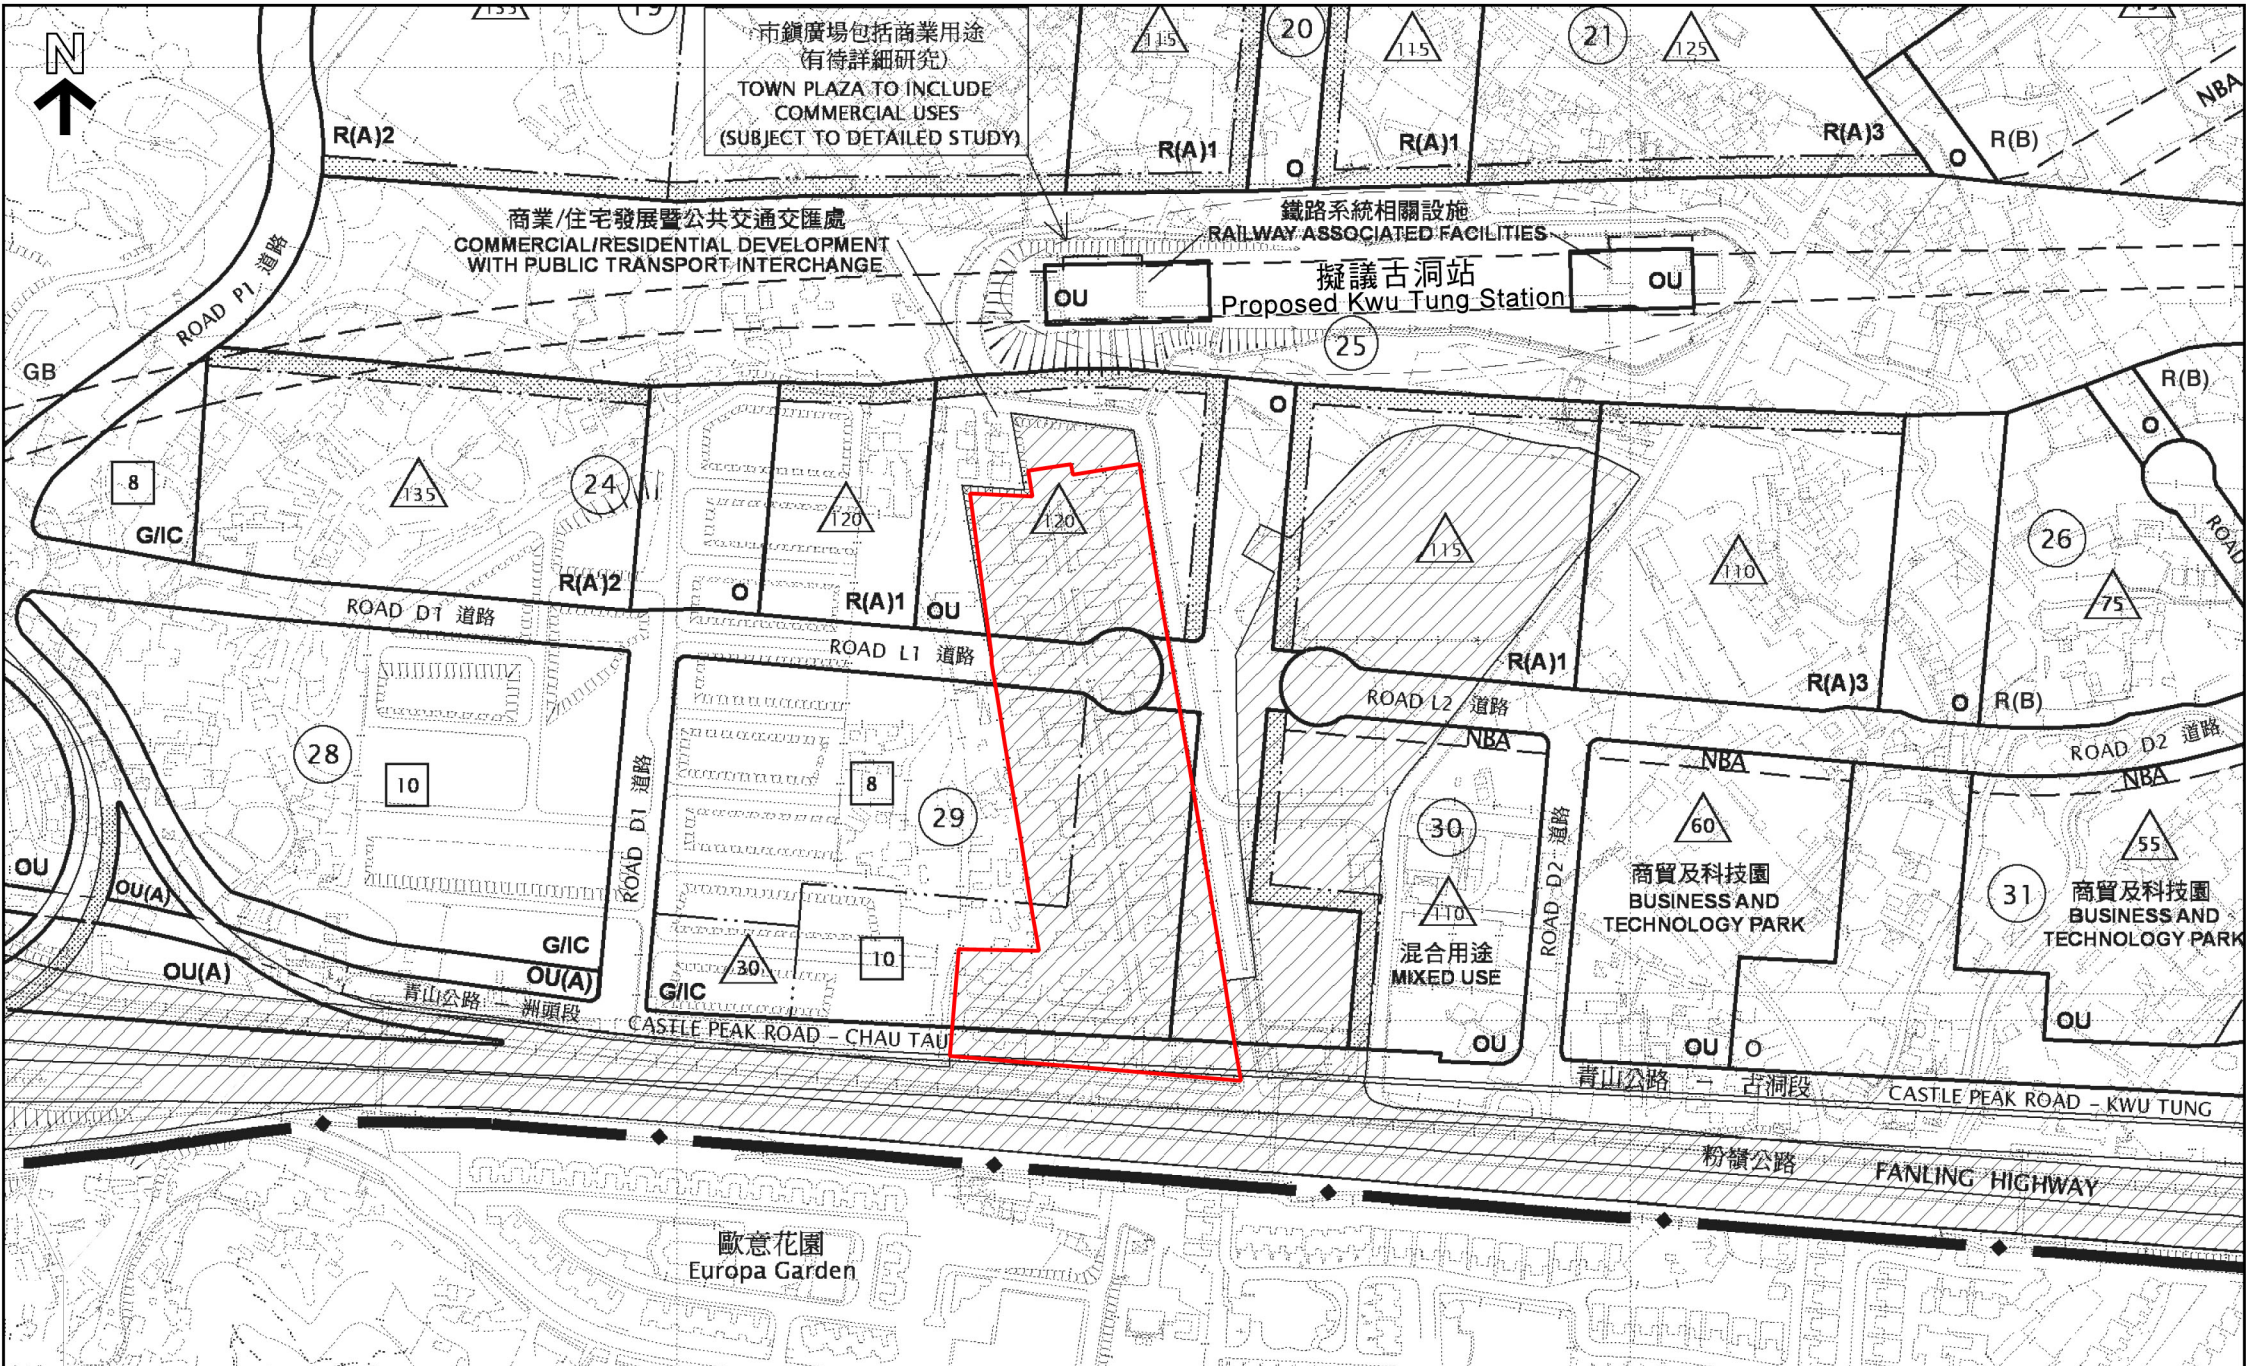 N
135
19
市鎮廣場包括商業用途
(有待詳細研究)
TOWN PLAZA TO INCLUDE
COMMERCIAL USES
(SUBJECT TO DETAILED STUDY)
115
20
115
21
125
NBA
R(A)2
R(A)1
O
R(A)1
R(A)3
O
R(B)
商業/住宅發展暨公共交通交匯處
COMMERCIAL/RESIDENTIAL DEVELOPMENT
WITH PUBLIC TRANSPORT INTERCHANGE
鐵路系統相關設施
RAILWAY ASSOCIATED FACILITIES
擬議古洞站
Proposed Kwu Tung Station
OU
OU
25
ROAD P1 道路
GB
R(B)
O
O
8
G/IC
135
24
R(A)2
O
120
R(A)1
OU
120
115
R(A)1
110
R(A)3
O
R(B)
26
75
ROAD
ROAD D1 道路
ROAD L1 道路
ROAD L2 道路
ROAD D2 道路
NBA
NBA
NBA
28
10
ROAD D1 道路
8
29
30
110
混合用途
MIXED USE
OU
ROAD D2 道路
60
商貿及科技園
BUSINESS AND
TECHNOLOGY PARK
OU
O
31
55
商貿及科技園
BUSINESS AND
TECHNOLOGY PARK
OU
OU
OU(A)
OU(A)
G/IC
OU(A)
30
10
G/IC
青山公路 － 洲頭段
CASTLE PEAK ROAD – CHAU TAU
青山公路 － 古洞段
CASTLE PEAK ROAD – KWU TUNG
粉嶺公路
FANLING HIGHWAY
歐意花園
Europa Garden